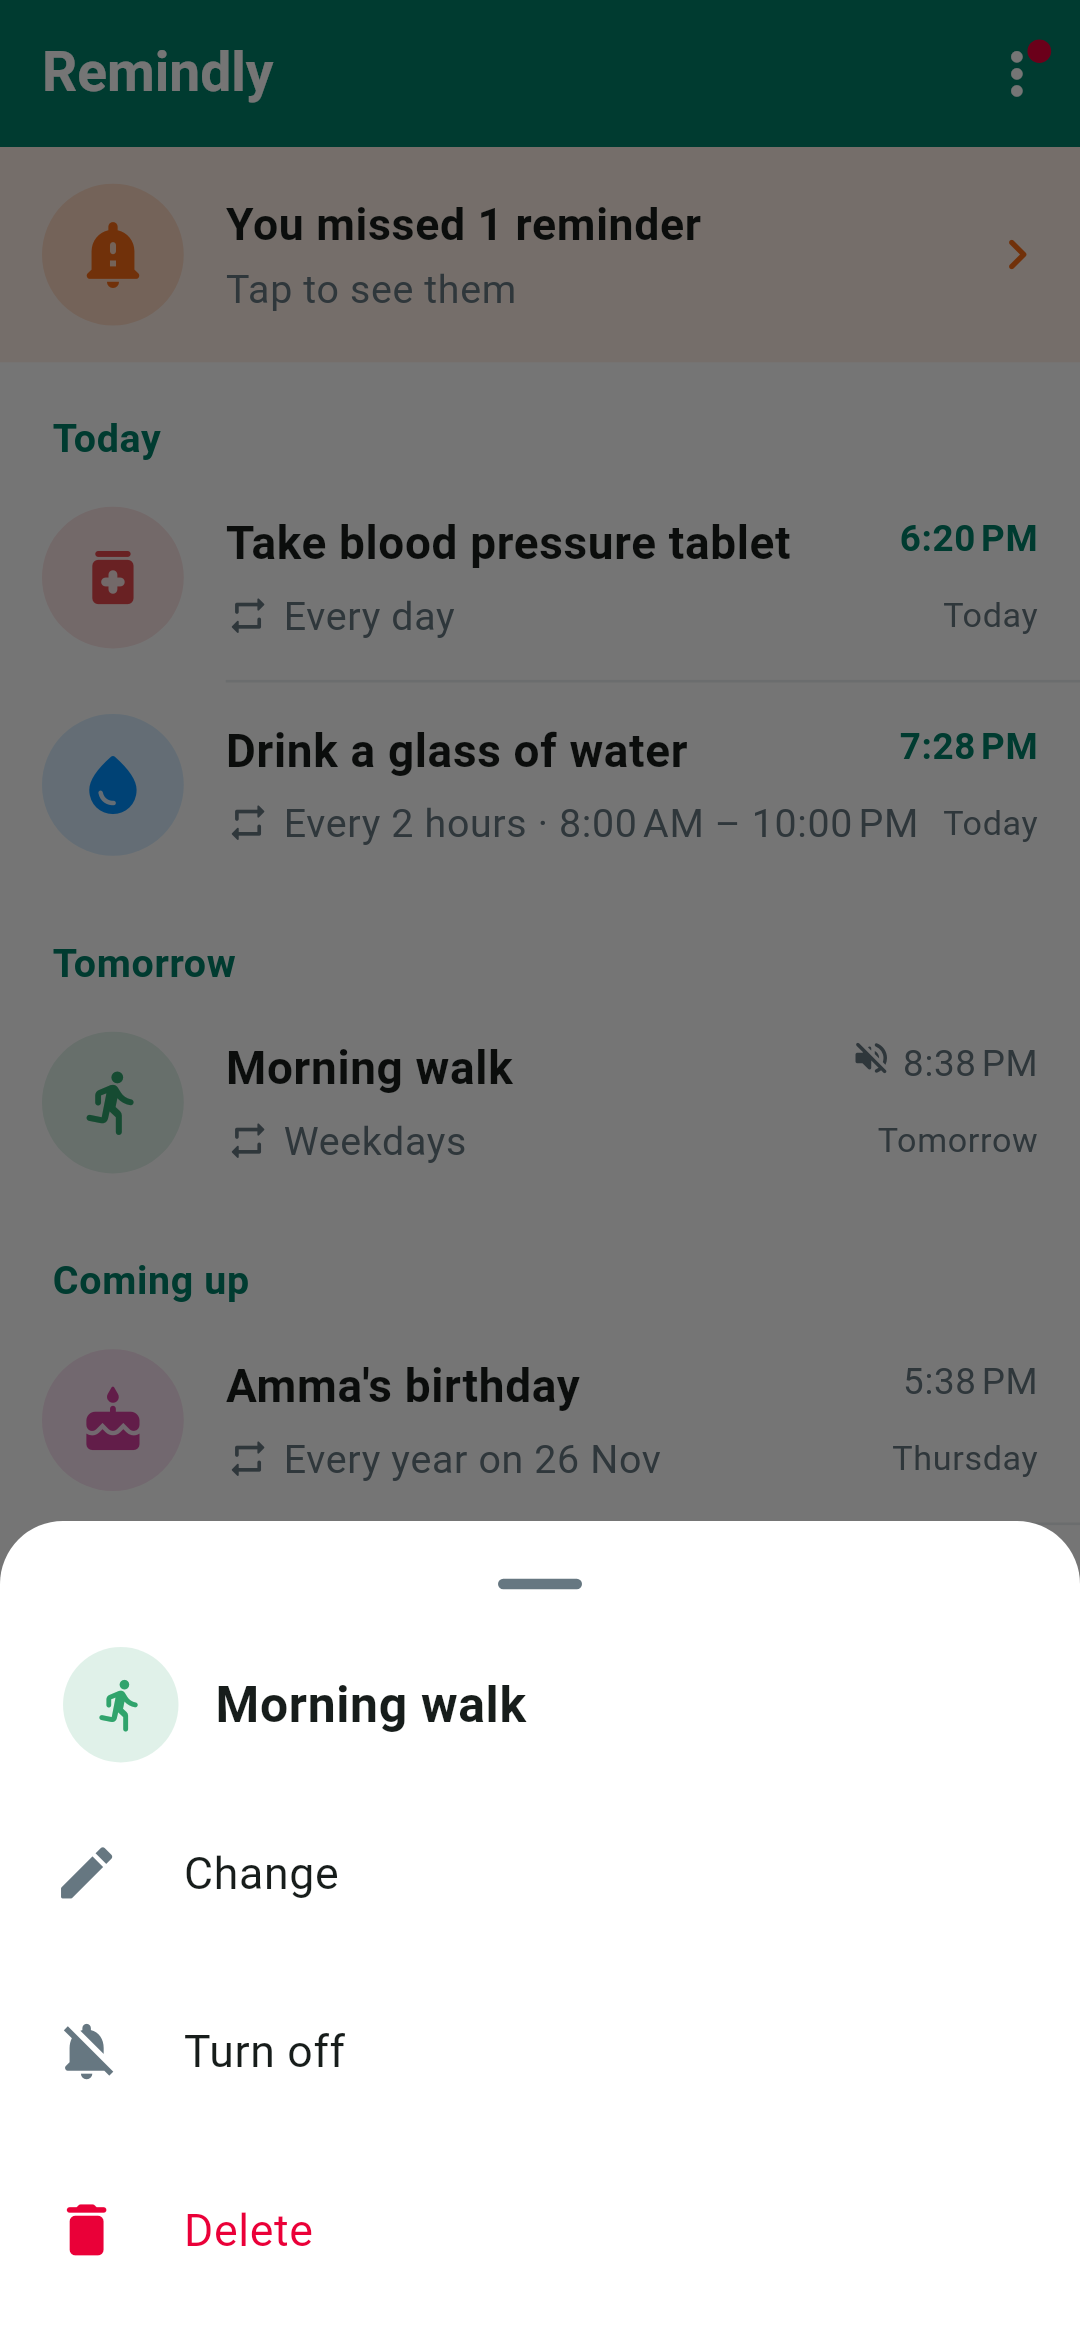 Remindly
You missed 1 reminder
Tap to see them
Today
Take blood pressure tablet 6:20 PM
Every day Today
Drink a glass of water 7:28 PM
Every 2 hours · 8:00 AM – 10:00 PM Today
Tomorrow
Morning walk 8:38 PM
Weekdays Tomorrow
Coming up
Amma's birthday 5:38 PM
Every year on 26 Nov Thursday
Morning walk
Change
Turn off
Delete